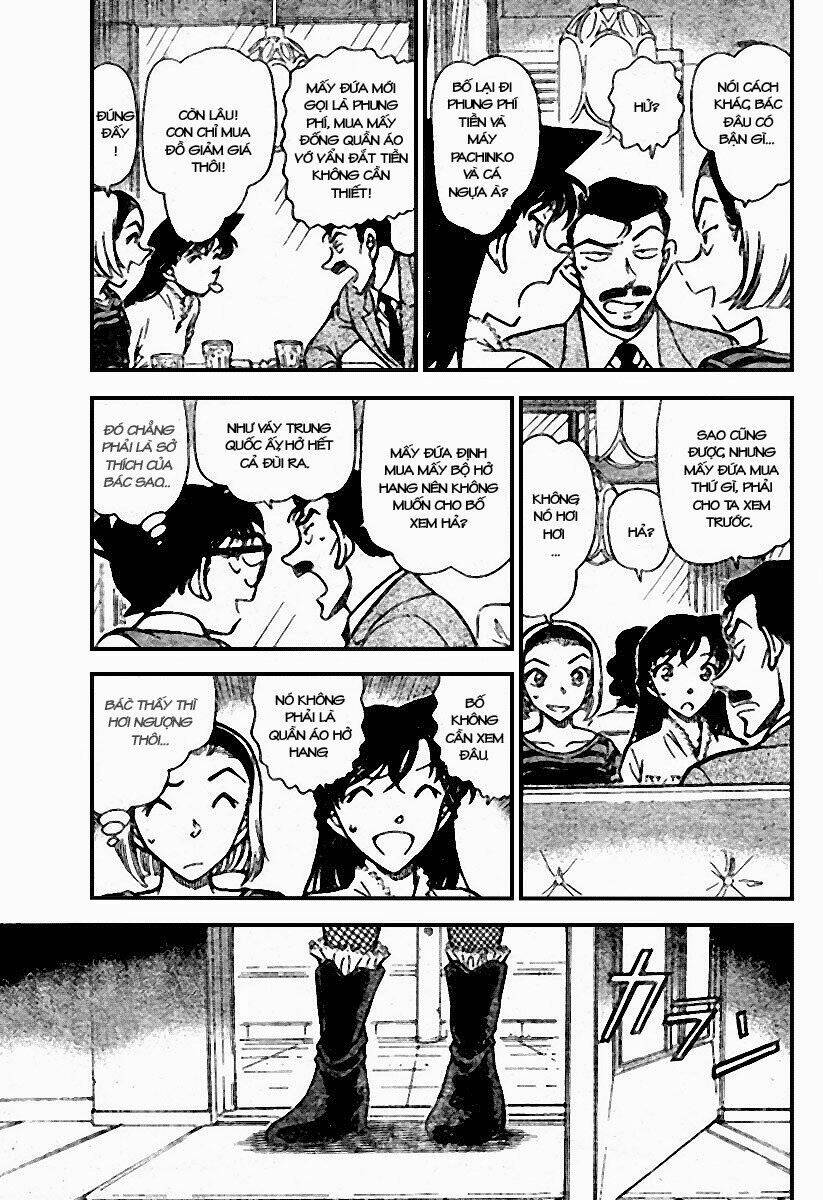 NÓI CÁCH
KHÁC, BÁC
ĐÂU CÓ
BẬN GÌ...
HỬ?
BỐ LẠI ĐI
PHUNG PHÍ
TIỀN VÀ
MÁY
PACHINKO
VÀ CÁ
NGỰA À?
MẤY ĐỨA MỚI
GỌI LÀ PHUNG
PHÍ, MUA MẤY
ĐỐNG QUẦN ÁO
VỚ VẨN ĐẮT TIỀN
KHÔNG CẦN
THIẾT!
CÒN LÂU!
CON CHỈ MUA
ĐỒ GIẢM GIÁ
THÔI!
ĐÚNG
ĐẤY
!
SAO CŨNG
ĐƯỢC, NHƯNG
MẤY ĐỨA MUA
THỨ GÌ, PHẢI
CHO TA XEM
TRƯỚC.
HẢ?
KHÔNG
NÓ HƠI
HƠI
...
MẤY ĐỨA ĐỊNH
MUA MẤY BỘ HỞ
HANG NÊN KHÔNG
MUỐN CHO BỐ
XEM HẢ?
NHƯ VÁY TRUNG
QUỐC ẤY, HỞ HẾT
CẢ ĐÙI RA.
ĐÓ CHẲNG
PHẢI LÀ SỞ
THÍCH CỦA
BÁC SAO...
BỐ
KHÔNG
CẦN XEM
ĐÂU.
NÓ KHÔNG
PHẢI LÀ
QUẦN ÁO HỞ
HANG
BÁC THẤY THÌ
HƠI NGƯỢNG
THÔI...
カラン